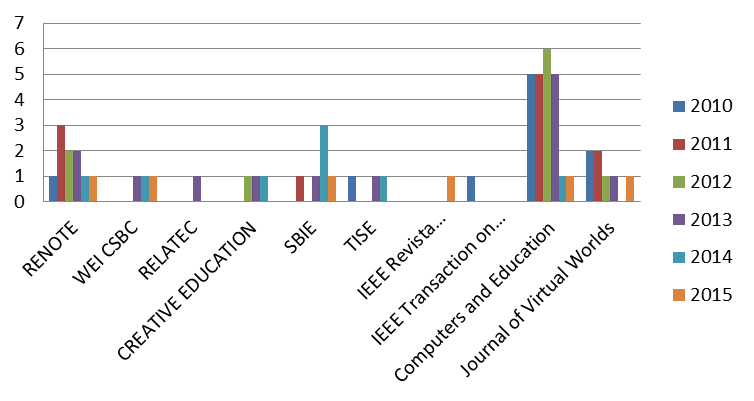 7
6
5
4
3
2
1
0
RENOTE
WEI CSBC
RELATEC
CREATIVE EDUCATION
SBIE
TISE
IEEE Revista...
IEEE Transaction on...
Computers and Education
Journal of Virtual Worlds
2010
2011
2012
2013
2014
2015